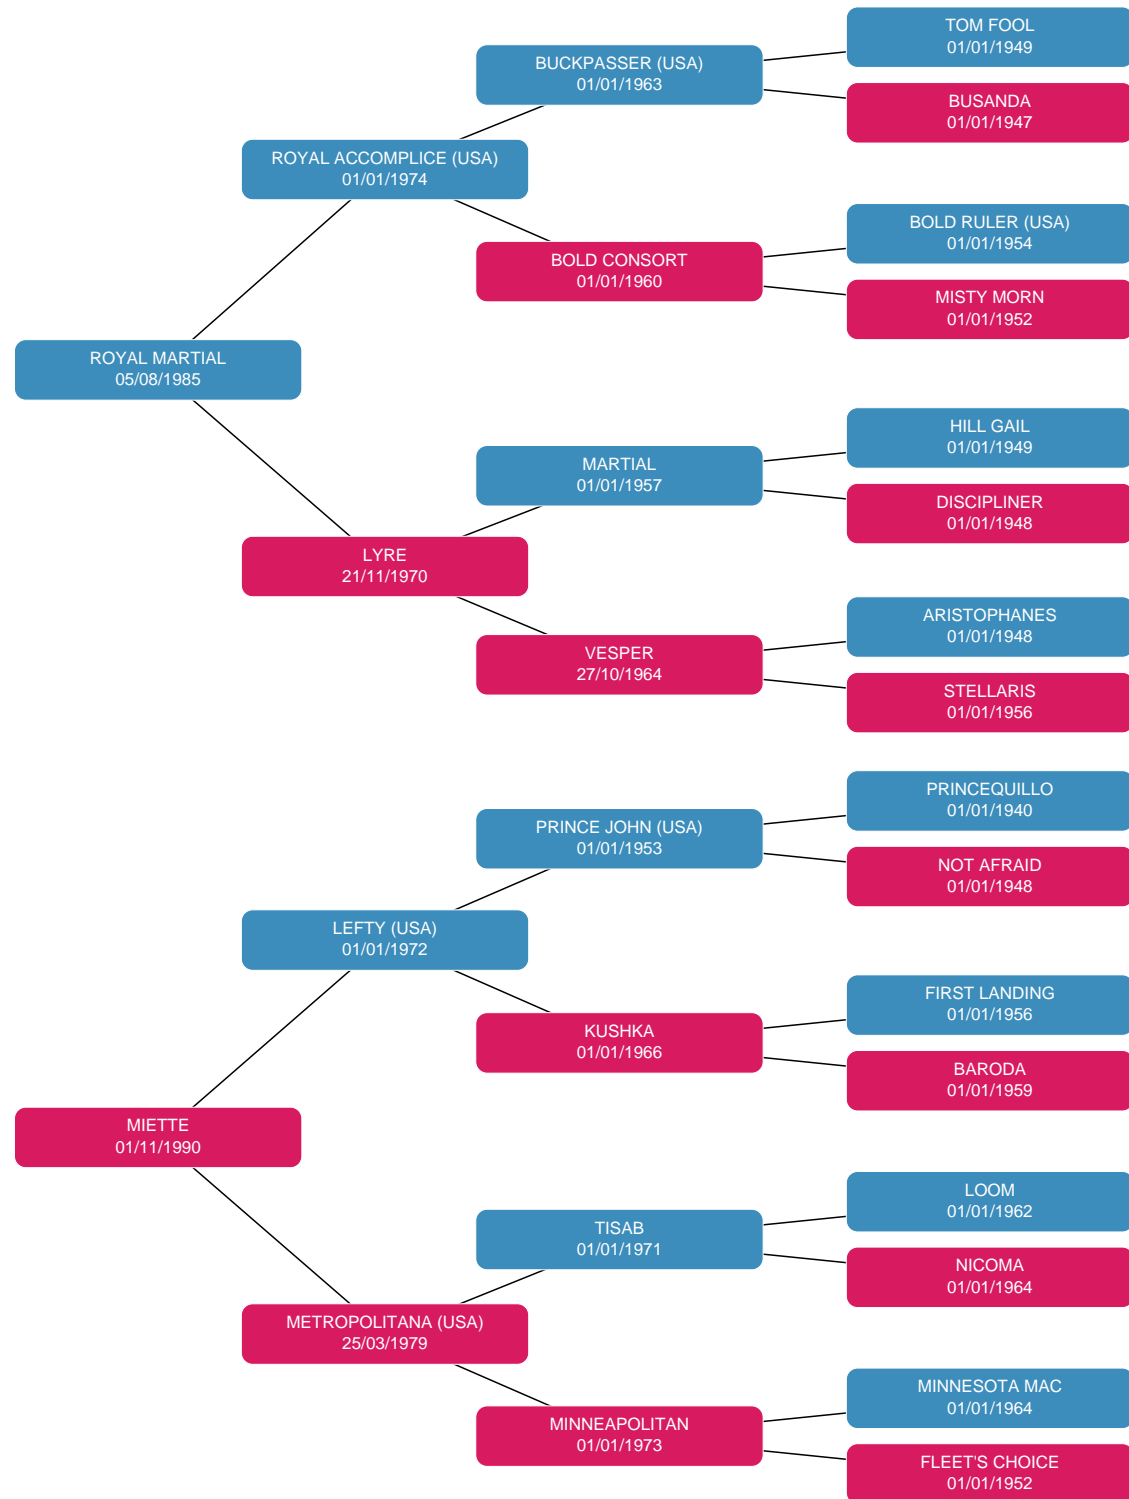 TOM FOOL
01/01/1949
BUCKPASSER (USA)
01/01/1963
BUSANDA
01/01/1947
ROYAL ACCOMPLICE (USA)
01/01/1974
BOLD RULER (USA)
01/01/1954
BOLD CONSORT
01/01/1960
MISTY MORN
01/01/1952
ROYAL MARTIAL
05/08/1985
HILL GAIL
01/01/1949
MARTIAL
01/01/1957
DISCIPLINER
01/01/1948
LYRE
21/11/1970
ARISTOPHANES
01/01/1948
VESPER
27/10/1964
STELLARIS
01/01/1956
PRINCEQUILLO
01/01/1940
PRINCE JOHN (USA)
01/01/1953
NOT AFRAID
01/01/1948
LEFTY (USA)
01/01/1972
FIRST LANDING
01/01/1956
KUSHKA
01/01/1966
BARODA
01/01/1959
MIETTE
01/11/1990
LOOM
01/01/1962
TISAB
01/01/1971
NICOMA
01/01/1964
METROPOLITANA (USA)
25/03/1979
MINNESOTA MAC
01/01/1964
MINNEAPOLITAN
01/01/1973
FLEET'S CHOICE
01/01/1952